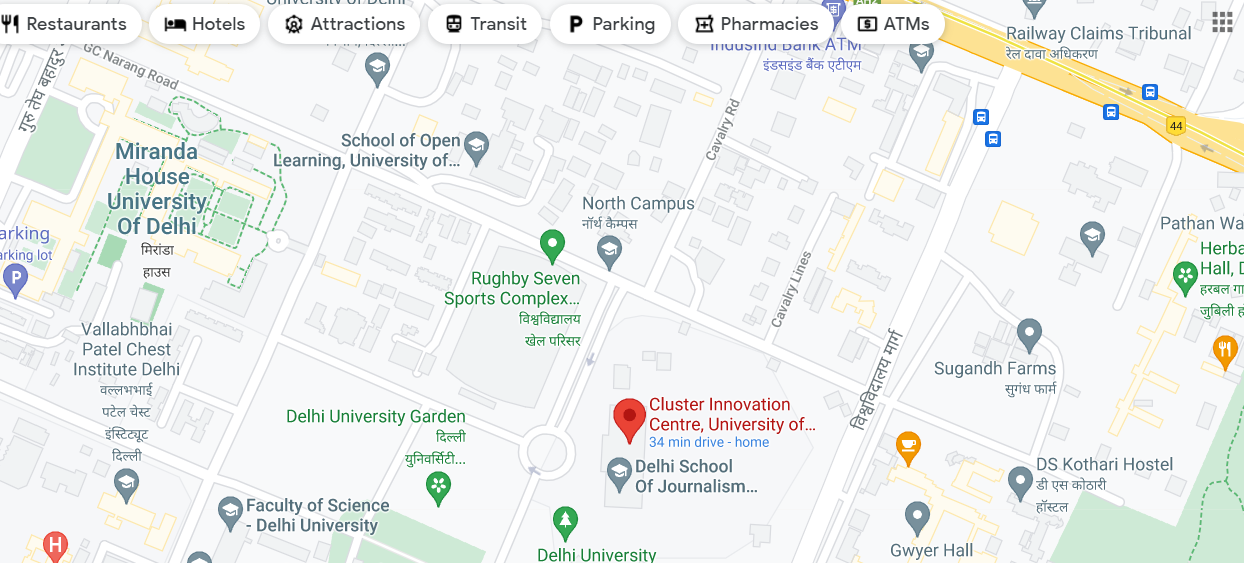 Restaurants
Hotels
Attractions
Transit
Parking
Pharmacies
ATMs
GC Narang Road
गुरु तेघ बहादुर
Indusind Bank ATM
इंडसइंड बैंक एटीएम
Railway Claims Tribunal
रेल दावा अधिकरण
44
Cavalry Rd
School of Open
Learning, University of...
Miranda
House
University
Of Delhi
मिरांडा
हाउस
North Campus
नॉर्थ कैम्पस
arking
arking lot
P
Rughby Seven
Sports Complex...
विश्वविद्यालय
खेल परिसर
Cavalry Lines
Pathan Wa
Herba
Hall, D
हरबल गा
जुबिली ह
Vallabhbhai
Patel Chest
Institute Delhi
वल्लभभाई
पटेल चेस्ट
इंस्टिट्यूट
दिल्ली
विश्वविद्यालय मार्ग
Sugandh Farms
सुगंध फार्म
Delhi University Garden
दिल्ली
युनिवर्सिटी...
Cluster Innovation
Centre, University of...
34 min drive - home
Delhi School
Of Journalism...
DS Kothari Hostel
डी एस कोठारी
हॉस्टल
Faculty of Science
- Delhi University
H
Delhi University
Gwyer Hall